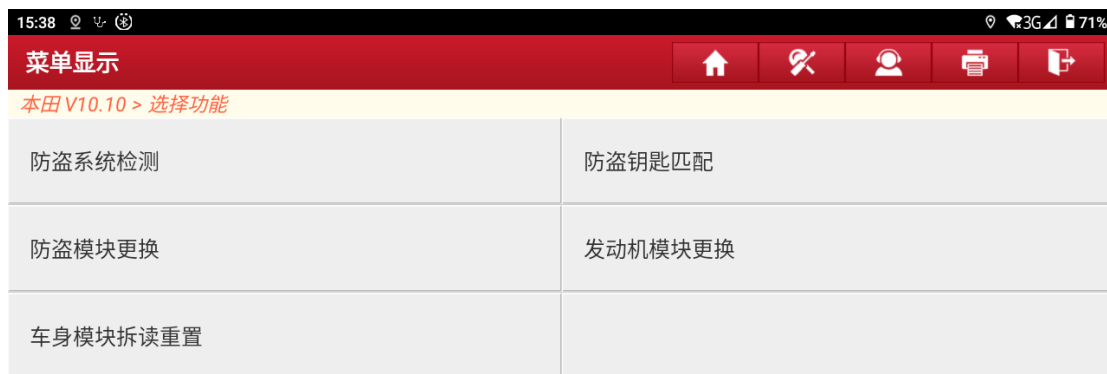 15:38 3G 71%
菜单显示
本田 V10.10 > 选择功能
防盗系统检测 防盗钥匙匹配
防盗模块更换 发动机模块更换
车身模块拆读重置